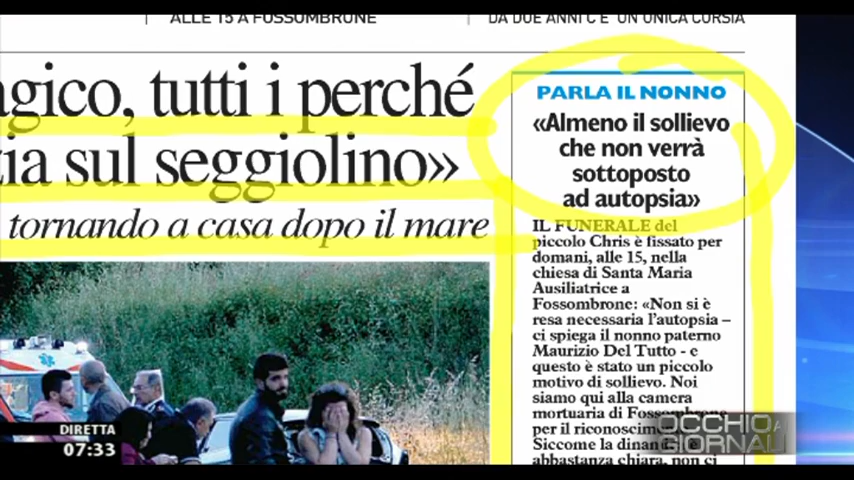 ALLE 15 A FOSSOMBRONE
DA DUE ANNI C'È UN'UNICA CORSIA
agico, tutti i perché
zia sul seggiolino»
tornando a casa dopo il mare
PARLA IL NONNO
«Almeno il sollievo
che non verrà
sottoposto
ad autopsia»
IL FUNERALE del
piccolo Chris è fissato per
domani, alle 15, nella
chiesa di Santa Maria
Ausiliatrice a
Fossombrone: «Non si è
resa necessaria l'autopsia –
ci spiega il nonno paterno
Maurizio Del Tutto - e
questo è stato un piccolo
motivo di sollievo. Noi
siamo qui alla camera
mortuaria di Fossombrone
per il riconoscimen
Siccome la dinam
abbastanza chiara, non ci
DIRETTA
07:33
OCCHIO AI
GIORNALI